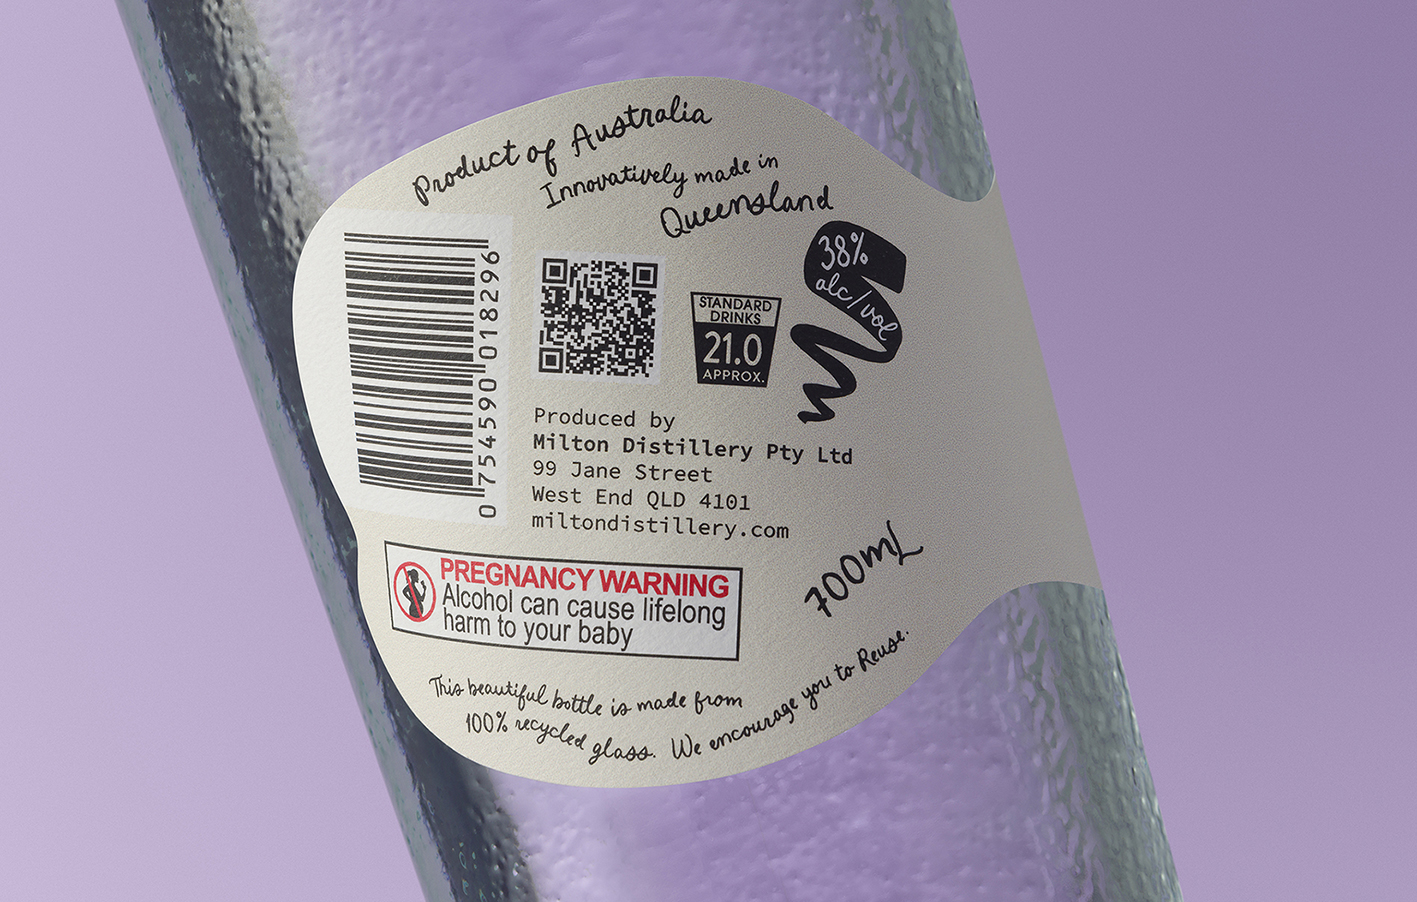 Product of Australia
Innovatively made in
Queensland
38%
alc/vol
STANDARD
DRINKS
21.0
APPROX.
0 754590 018296
Produced by
Milton Distillery Pty Ltd
99 Jane Street
West End QLD 4101
miltondistillery.com
PREGNANCY WARNING
Alcohol can cause lifelong
harm to your baby
700mL
This beautiful bottle is made from
100% recycled glass. We encourage you to Reuse.